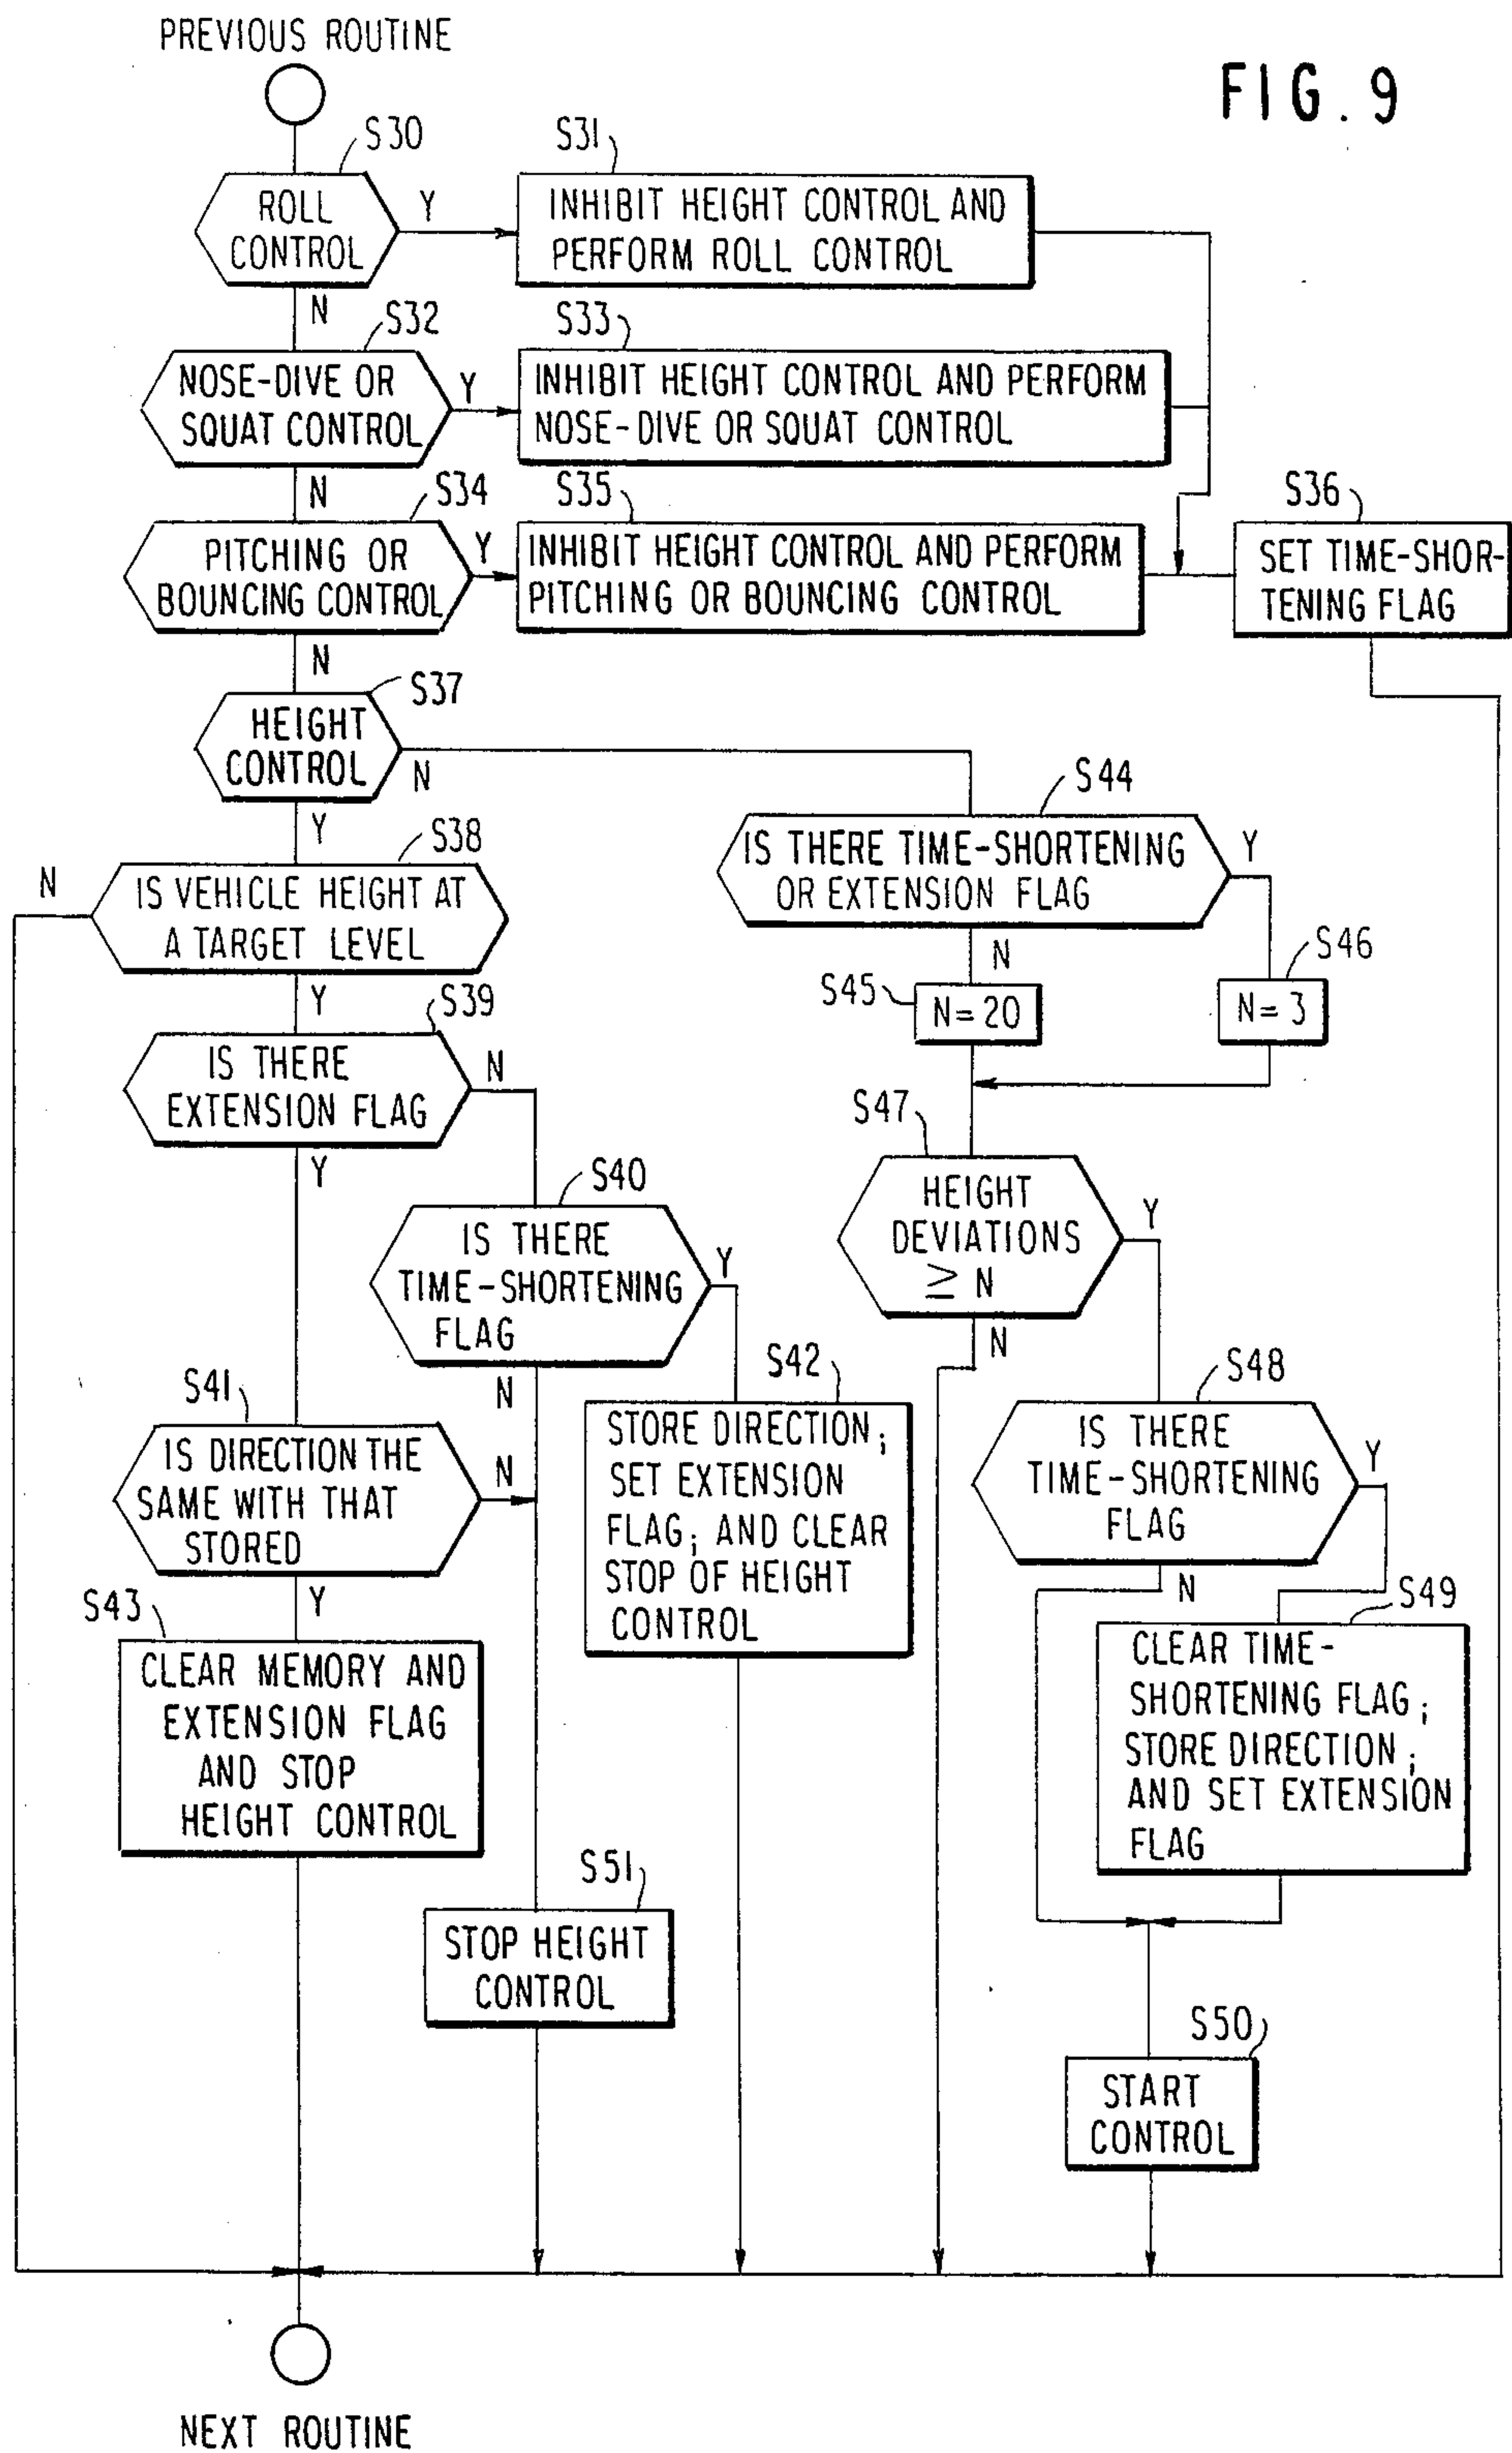 PREVIOUS ROUTINE
FIG. 9
S30
ROLL
CONTROL
Y
N
S31
INHIBIT HEIGHT CONTROL AND
PERFORM ROLL CONTROL
S32
NOSE-DIVE OR
SQUAT CONTROL
Y
N
S33
INHIBIT HEIGHT CONTROL AND PERFORM
NOSE-DIVE OR SQUAT CONTROL
S34
PITCHING OR
BOUNCING CONTROL
Y
N
S35
INHIBIT HEIGHT CONTROL AND PERFORM
PITCHING OR BOUNCING CONTROL
S36
SET TIME-SHOR-
TENING FLAG
S37
HEIGHT
CONTROL
N
Y
S38
N
IS VEHICLE HEIGHT AT
A TARGET LEVEL
Y
S39
IS THERE
EXTENSION FLAG
N
Y
S40
IS THERE
TIME-SHORTENING
FLAG
Y
N
S41
IS DIRECTION THE
SAME WITH THAT
STORED
N
Y
S42
STORE DIRECTION;
SET EXTENSION
FLAG; AND CLEAR
STOP OF HEIGHT
CONTROL
S43
CLEAR MEMORY AND
EXTENSION FLAG
AND STOP
HEIGHT CONTROL
S51
STOP HEIGHT
CONTROL
S44
IS THERE TIME-SHORTENING
OR EXTENSION FLAG
Y
N
S45
N=20
S46
N=3
S47
HEIGHT
DEVIATIONS
≥ N
Y
N
S48
IS THERE
TIME-SHORTENING
FLAG
Y
N
S49
CLEAR TIME-
SHORTENING FLAG;
STORE DIRECTION;
AND SET EXTENSION
FLAG
S50
START
CONTROL
NEXT ROUTINE